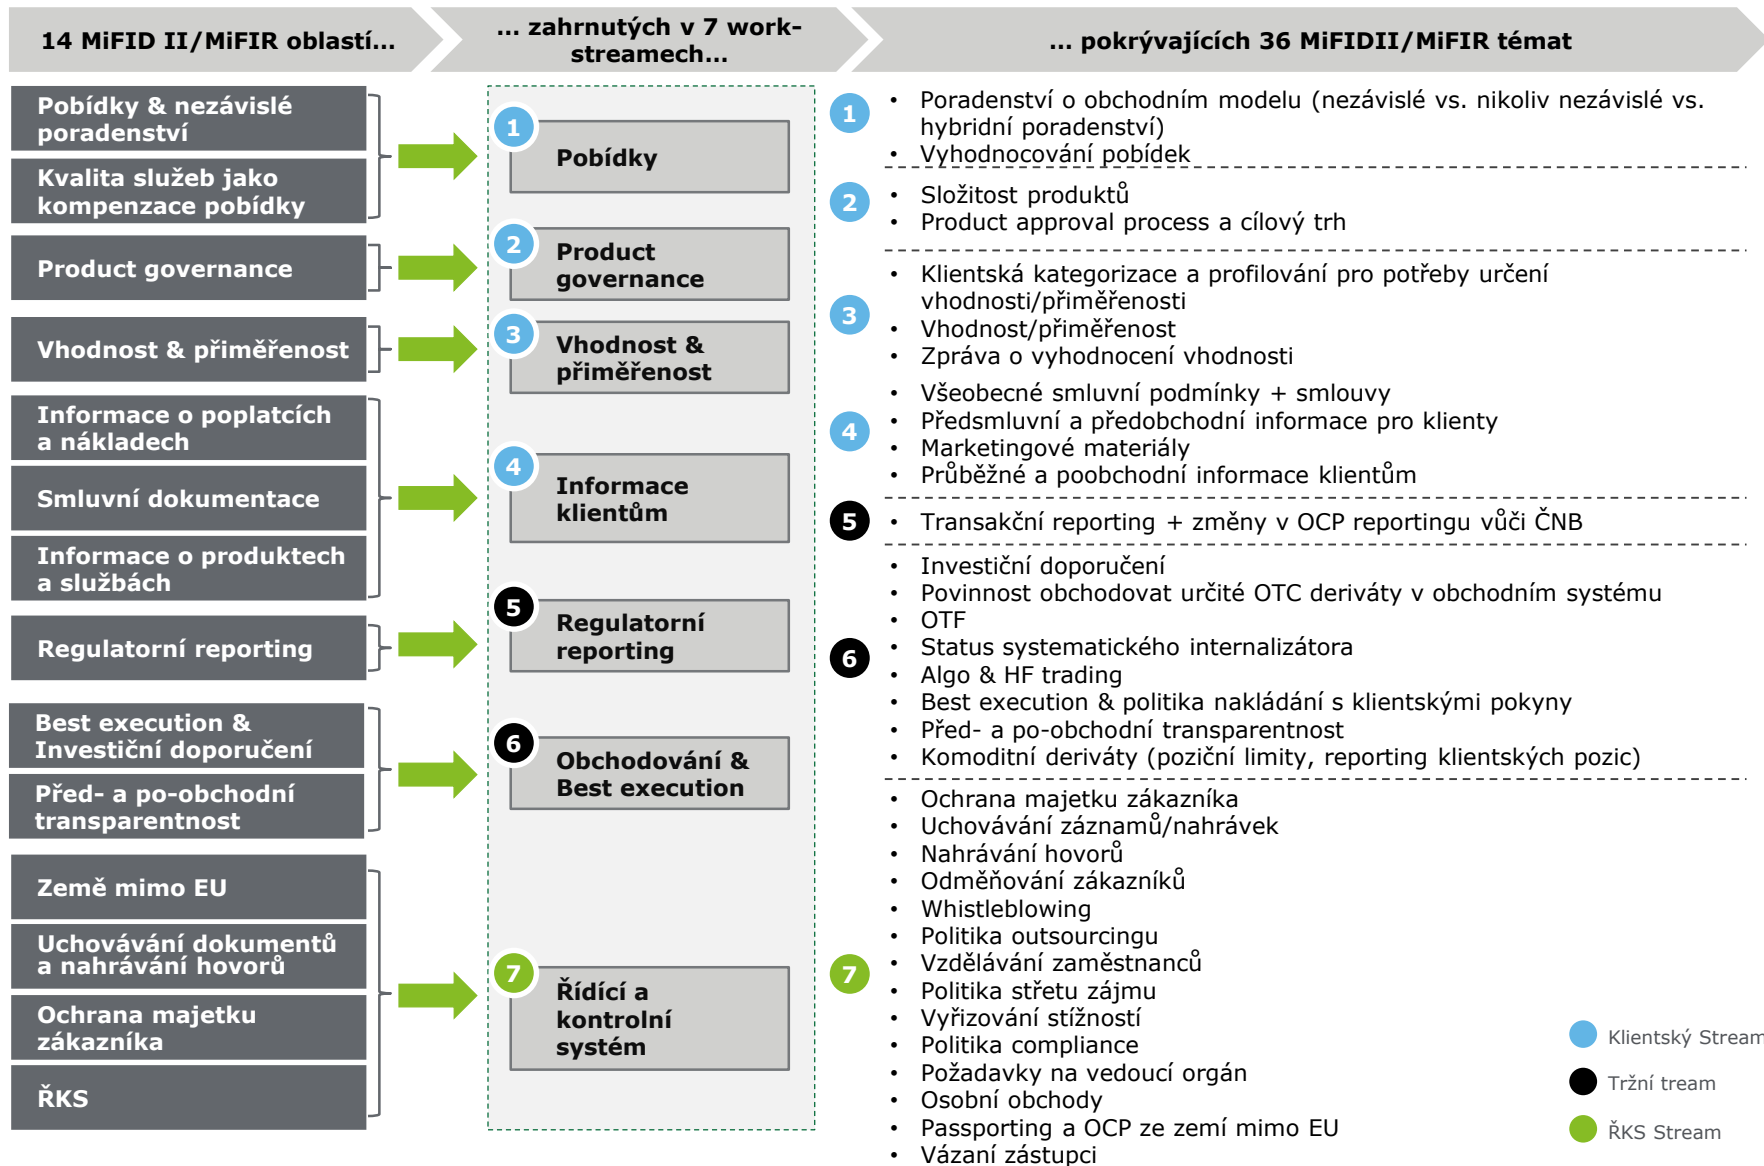 14 MiFID II/MiFIR oblastí...
... zahrnutých v 7 work-
streamech...
... pokrývajících 36 MiFIDII/MiFIR témat
Pobídky & nezávislé
poradenství
Kvalita služeb jako
kompenzace pobídky
Product governance
Vhodnost & přiměřenost
Informace o poplatcích
a nákladech
Smluvní dokumentace
Informace o produktech
a službách
Regulatorní reporting
Best execution &
Investiční doporučení
Před- a po-obchodní
transparentnost
Země mimo EU
Uchovávání dokumentů
a nahrávání hovorů
Ochrana majetku
zákazníka
ŘKS
1
Pobídky
2
Product
governance
3
Vhodnost &
přiměřenost
4
Informace
klientům
5
Regulatorní
reporting
6
Obchodování &
Best execution
7
Řídící a
kontrolní
systém
1
• Poradenství o obchodním modelu (nezávislé vs. nikoliv nezávislé vs.
hybridní poradenství)
• Vyhodnocování pobídek
2
• Složitost produktů
• Product approval process a cílový trh
3
• Klientská kategorizace a profilování pro potřeby určení
vhodnosti/přiměřenosti
• Vhodnost/přiměřenost
• Zpráva o vyhodnocení vhodnosti
4
• Všeobecné smluvní podmínky + smlouvy
• Předsmluvní a předobchodní informace pro klienty
• Marketingové materiály
• Průběžné a poobchodní informace klientům
5
• Transakční reporting + změny v OCP reportingu vůči ČNB
6
• Investiční doporučení
• Povinnost obchodovat určité OTC deriváty v obchodním systému
• OTF
• Status systematického internalizátora
• Algo & HF trading
• Best execution & politika nakládání s klientskými pokyny
• Před- a po-obchodní transparentnost
• Komoditní deriváty (poziční limity, reporting klientských pozic)
7
• Ochrana majetku zákazníka
• Uchovávání záznamů/nahrávek
• Nahrávání hovorů
• Odměňování zákazníků
• Whistleblowing
• Politika outsourcingu
• Vzdělávání zaměstnanců
• Politika střetu zájmu
• Vyřizování stížností
• Politika compliance
• Požadavky na vedoucí orgán
• Osobní obchody
• Passporting a OCP ze zemí mimo EU
• Vázaní zástupci
Klientský Stream
Tržní tream
ŘKS Stream